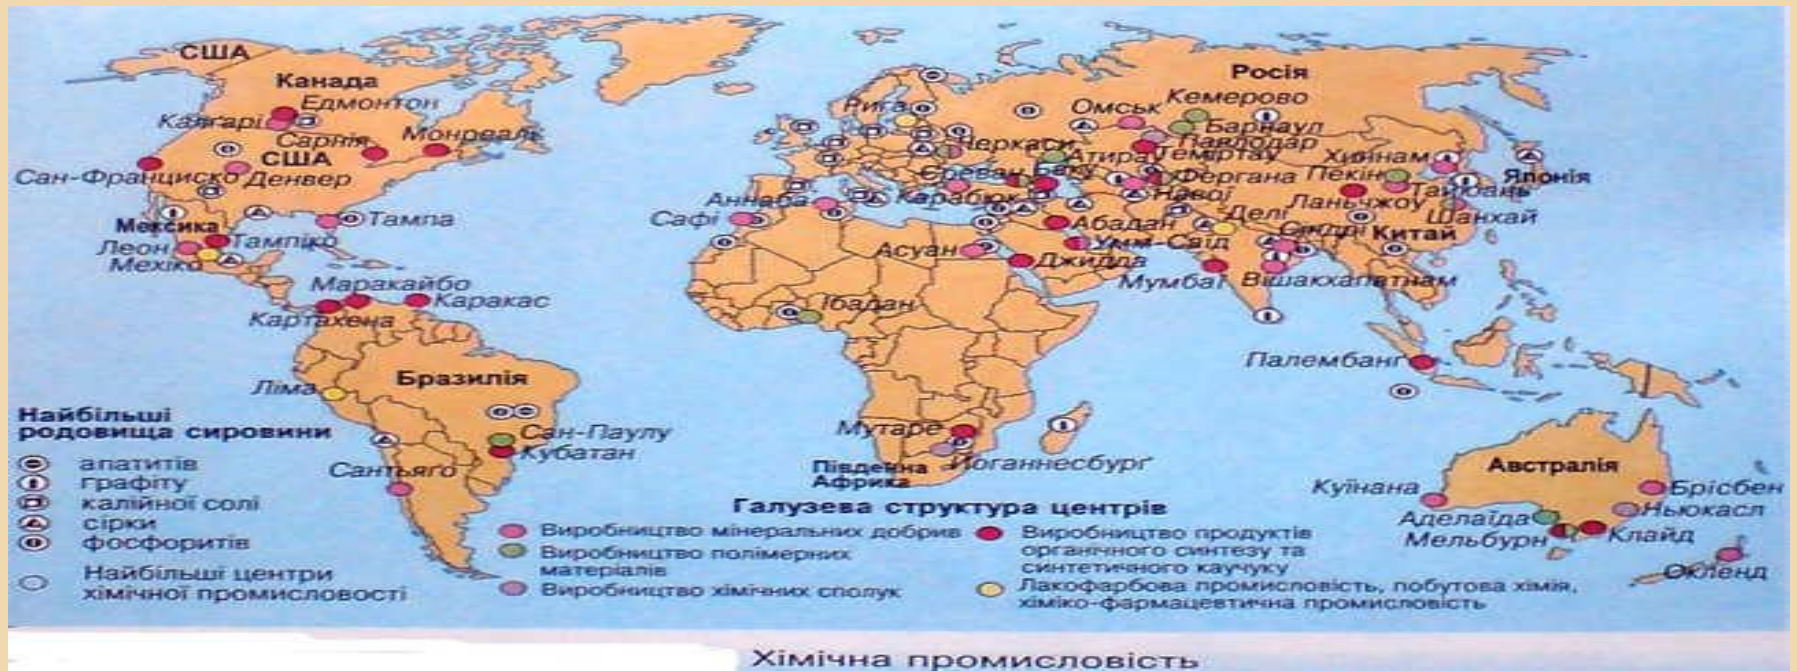 США
Канада
Росія
Едмонтон
Калгарі
Сарнія
Монреаль
США
Сан-Франциско
Денвер
Мексика
Тампа
Леон
Тампіко
Мехіко
Маракайбо
Каракас
Картахена
Бразилія
Ліма
Сан-Паулу
Кубатан
Сантьяго
Рига
Омськ
Кемерово
Барнаул
Павлодар
Черкаси
Атирау
Теміртау
Хиннам
Єреван
Баку
Фергана
Пекін
Японія
Аннаба
Карабюк
Навої
Тайюань
Сафі
Абадан
Делі
Ланьчжоу
Шанхай
Асуан
Умм-Саїд
Сіндрі
Китай
Джидда
Мумбаї
Вішакхапатнам
Ібадан
Палембанг
Мутаре
Йоганнесбург
Південна
Африка
Австралія
Куїнана
Брісбен
Аделаїда
Ньюкасл
Мельбурн
Клайд
Окленд
Найбільші
родовища сировини
апатитів
графіту
калійної солі
сірки
фосфоритів
Найбільші центри
хімічної промисловості
Галузева структура центрів
Виробництво мінеральних добрив
Виробництво полімерних
матеріалів
Виробництво хімічних сполук
Виробництво продуктів
органічного синтезу та
синтетичного каучуку
Лакофарбова промисловість, побутова хімія,
хіміко-фармацевтична промисловість
Хімічна промисловість